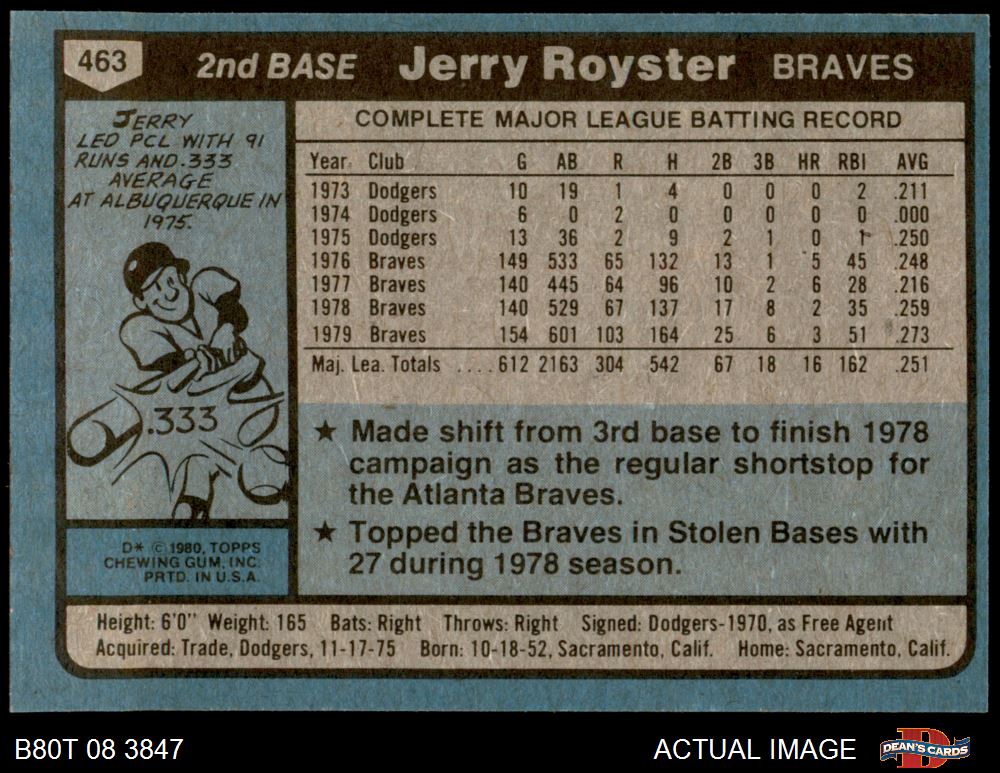 463 2nd BASE Jerry Royster BRAVES
JERRY
LED PCL WITH 91
RUNS AND .333
AVERAGE
AT ALBUQUERQUE IN
1975.
.333
D* © 1980, TOPPS
CHEWING GUM, INC.
PRTD. IN U.S.A.
COMPLETE MAJOR LEAGUE BATTING RECORD
Year Club G AB R H 2B 3B HR RBI AVG
1973 Dodgers 10 19 1 4 0 0 0 2 .211
1974 Dodgers 6 0 2 0 0 0 0 0 .000
1975 Dodgers 13 36 2 9 2 1 0 1 .250
1976 Braves 149 533 65 132 13 1 5 45 .248
1977 Braves 140 445 64 96 10 2 6 28 .216
1978 Braves 140 529 67 137 17 8 2 35 .259
1979 Braves 154 601 103 164 25 6 3 51 .273
Maj. Lea. Totals .... 612 2163 304 542 67 18 16 162 .251
★ Made shift from 3rd base to finish 1978
campaign as the regular shortstop for
the Atlanta Braves.
★ Topped the Braves in Stolen Bases with
27 during 1978 season.
Height: 6'0" Weight: 165 Bats: Right Throws: Right Signed: Dodgers-1970, as Free Agent
Acquired: Trade, Dodgers, 11-17-75 Born: 10-18-52, Sacramento, Calif. Home: Sacramento, Calif.
B80T 08 3847 ACTUAL IMAGE DEAN'S CARDS